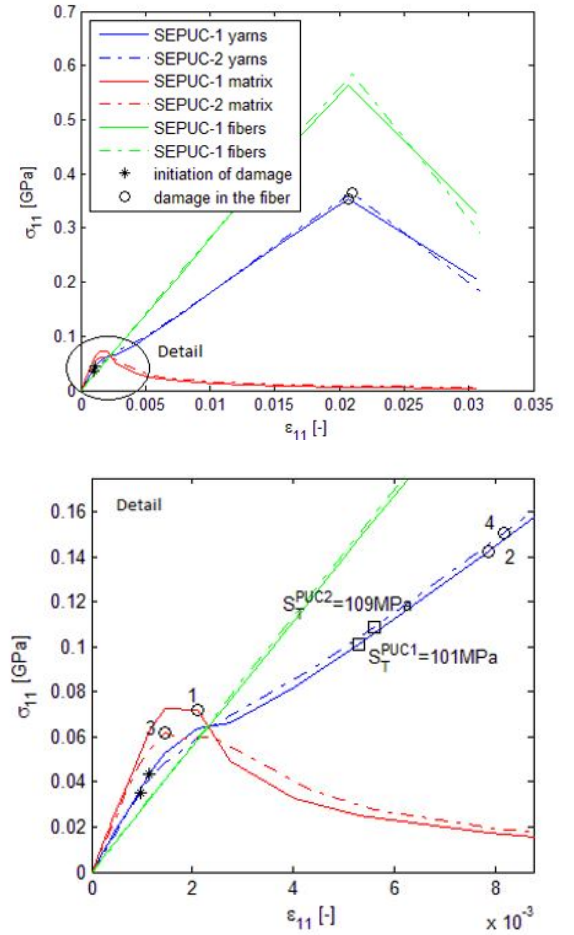 0.7
0.6
0.5
0.4
0.3
0.2
0.1
0
σ11 [GPa]
SEPUC-1 yarns
SEPUC-2 yarns
SEPUC-1 matrix
SEPUC-2 matrix
SEPUC-1 fibers
SEPUC-1 fibers
initiation of damage
damage in the fiber
Detail
0 0.005 0.01 0.015 0.02 0.025 0.03 0.035
ε11 [-]
Detail
0.16
0.14
0.12
0.1
0.08
0.06
0.04
0.02
0
σ11 [GPa]
4
2
S_T^PUC2=109MPa
S_T^PUC1=101MPa
1
3
0 2 4 6 8
ε11 [-]
x 10^-3